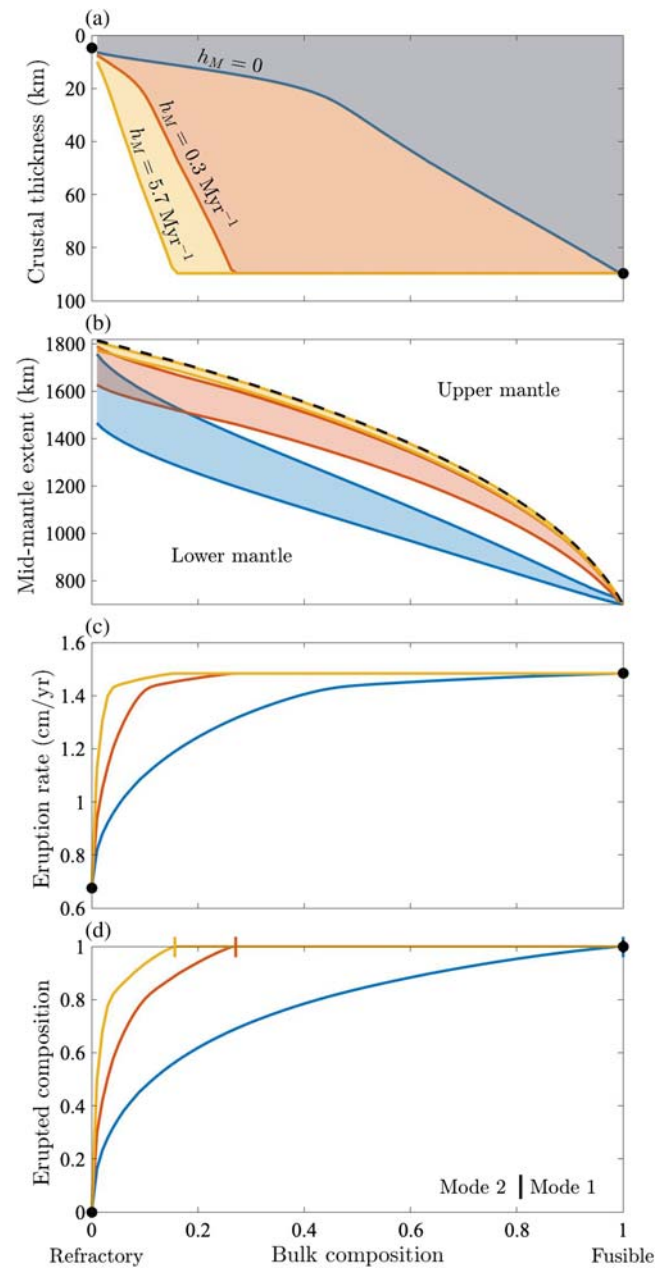 (a)
0
20
40
60
80
100
Crustal thickness (km)
h_M = 0
h_M = 0.3 Myr⁻¹
h_M = 5.7 Myr⁻¹
(b)
1800
1600
1400
1200
1000
800
Mid-mantle extent (km)
Upper mantle
Lower mantle
(c)
1.6
1.4
1.2
1
0.8
0.6
Eruption rate (cm/yr)
(d)
1
0.8
0.6
0.4
0.2
0
Erupted composition
Mode 2 | Mode 1
0 0.2 0.4 0.6 0.8 1
Refractory Bulk composition Fusible